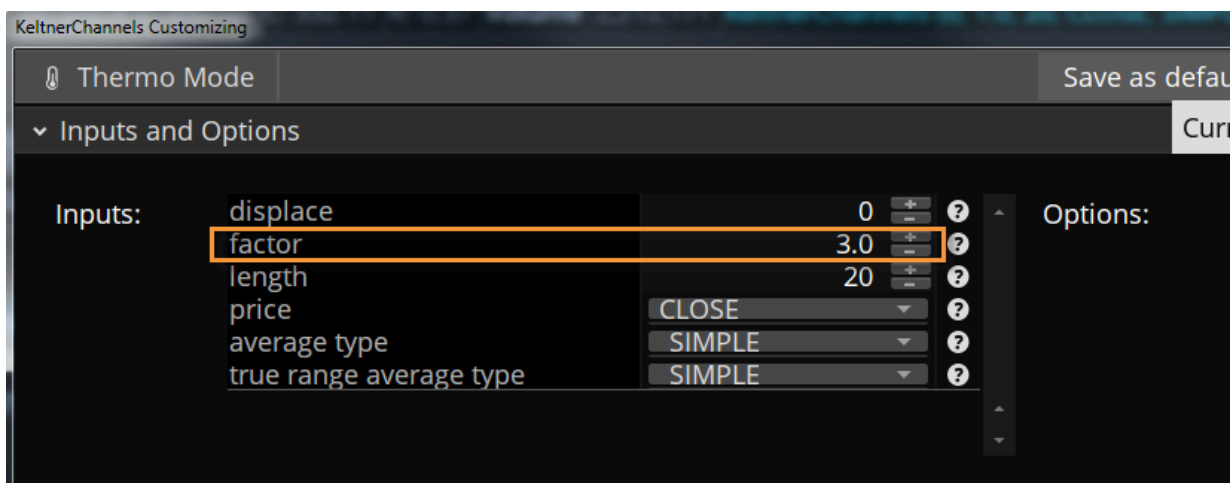 KeltnerChannels Customizing
Thermo Mode
Save as defau
Inputs and Options
Curr
Inputs:
displace 0
factor 3.0
length 20
price CLOSE
average type SIMPLE
true range average type SIMPLE
Options: